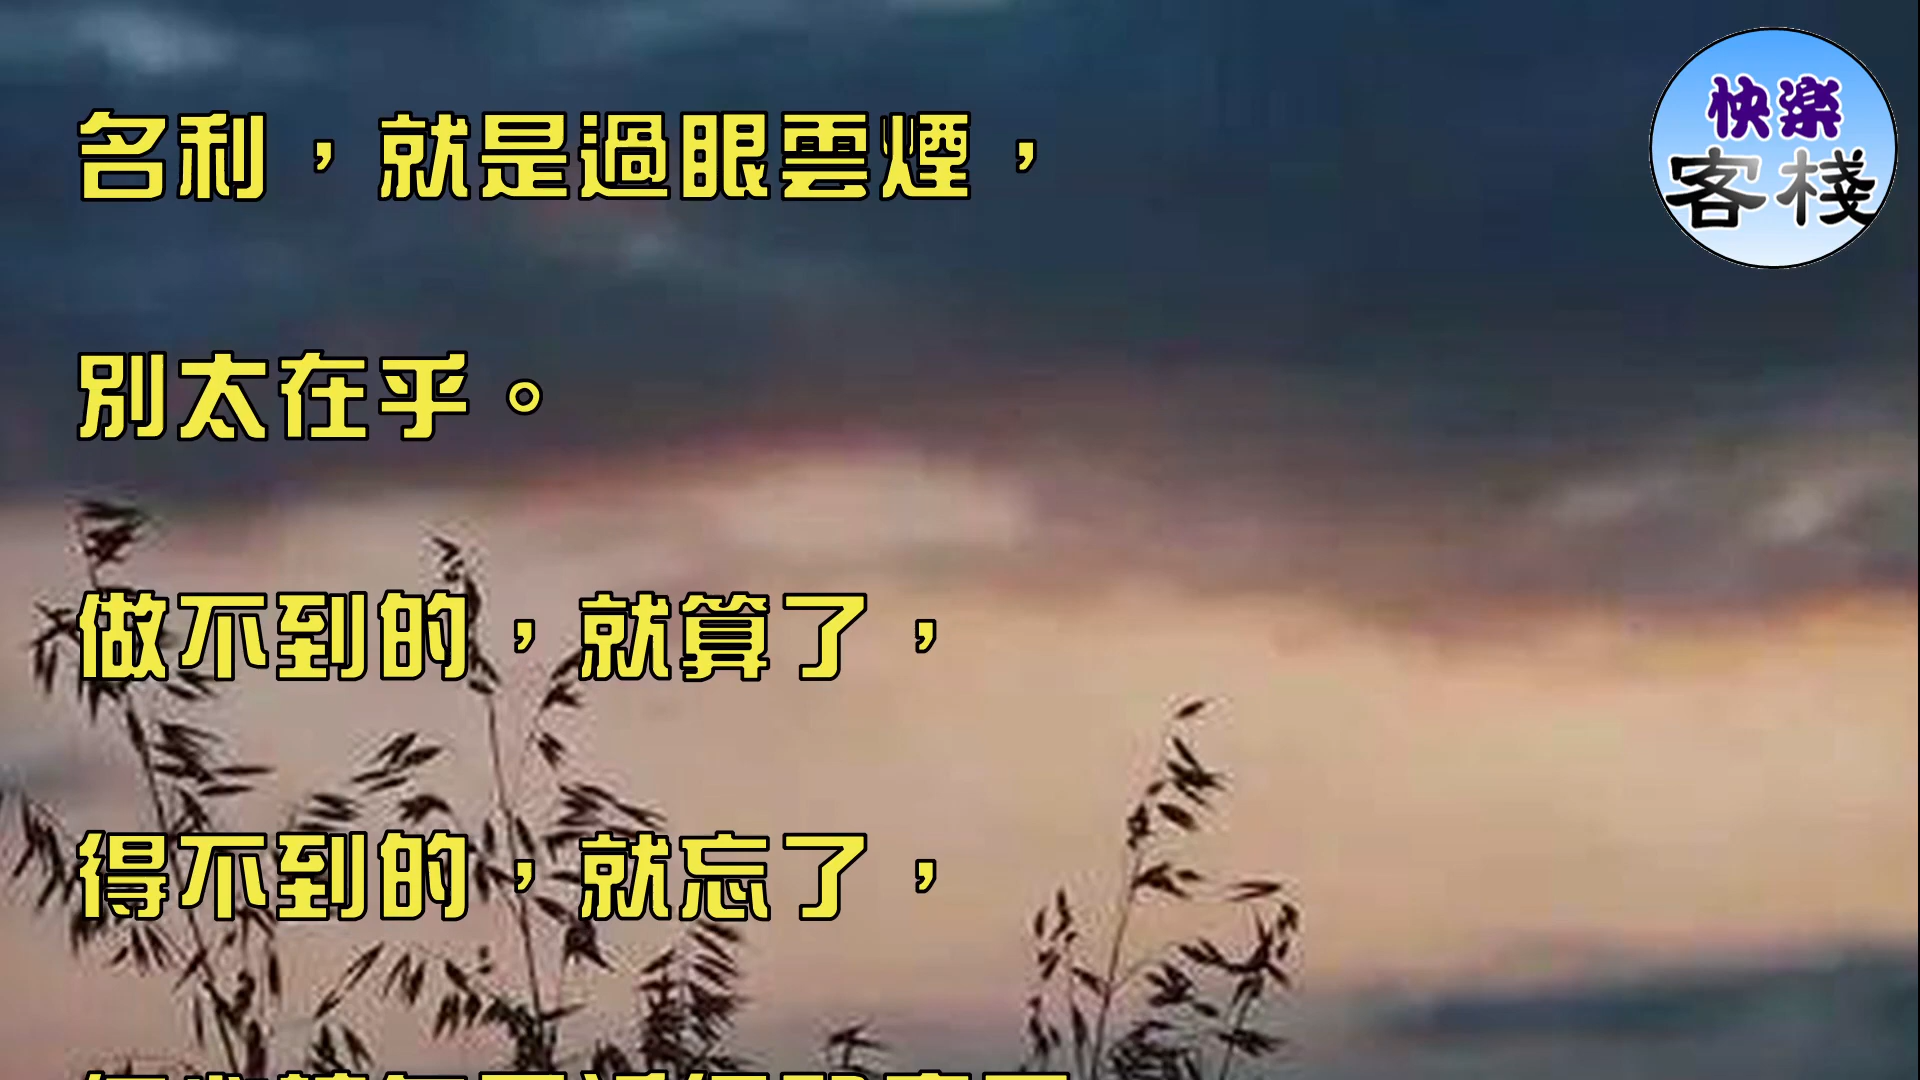 名利，就是過眼雲煙，
別太在乎。
做不到的，就算了，
得不到的，就忘了，
快楽
客棧